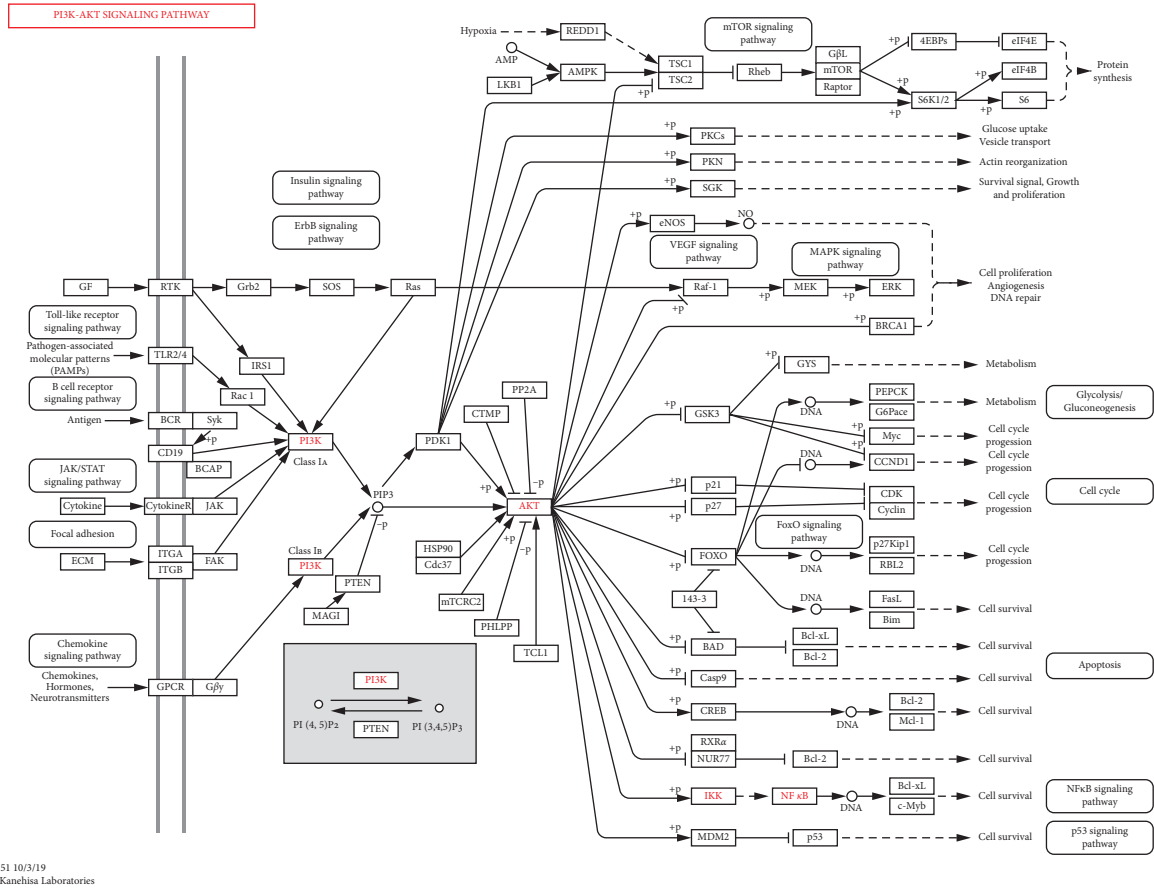 PI3K-AKT SIGNALING PATHWAY
Hypoxia
REDD1
AMP
LKB1
AMPK
TSC1
TSC2
+p
Rheb
mTOR signaling
pathway
GβL
mTOR
Raptor
+p
4EBPs
eIF4E
+p
S6K1/2
+p
+p
eIF4B
+p
S6
Protein
synthesis
+p
PKCs
Glucose uptake
Vesicle transport
+p
PKN
Actin reorganization
+p
SGK
Survival signal, Growth
and proliferation
Insulin signaling
pathway
ErbB signaling
pathway
+p
eNOS
NO
VEGF signaling
pathway
MAPK signaling
pathway
GF
RTK
Grb2
SOS
Ras
Raf-1
+p
+p
MEK
+p
ERK
+p
BRCA1
Cell proliferation
Angiogenesis
DNA repair
Toll-like receptor
signaling pathway
Pathogen-associated
molecular patterns
(PAMPs)
TLR2/4
IRS1
Rac 1
B cell receptor
signaling pathway
Antigen
BCR
Syk
+p
CD19
BCAP
PI3K
Class IA
PDK1
CTMP
PP2A
JAK/STAT
signaling pathway
Cytokine
CytokineR
JAK
PIP3
+p
−p
AKT
−p
Focal adhesion
ECM
ITGA
ITGB
FAK
Class IB
PI3K
PTEN
MAGI
HSP90
Cdc37
+p
−p
mTCRC2
PHLPP
TCL1
Chemokine
signaling pathway
Chemokines,
Hormones,
Neurotransmitters
GPCR
Gβy
PI3K
PI (4, 5)P2
PTEN
PI (3,4,5)P3
+p
GYS
Metabolism
+p
GSK3
DNA
PEPCK
G6Pace
Metabolism
Glycolysis/
Gluconeogenesis
+p
Myc
Cell cycle
progession
DNA
+p
CCND1
Cell cycle
progession
+p
p21
+p
p27
CDK
Cyclin
Cell cycle
progession
Cell cycle
FoxO signaling
pathway
FOXO
+p
DNA
p27Kip1
RBL2
Cell cycle
progession
143-3
DNA
FasL
Bim
Cell survival
+p
BAD
Bcl-xL
Bcl-2
Cell survival
Apoptosis
+p
Casp9
Cell survival
+p
CREB
DNA
Bcl-2
Mcl-1
Cell survival
+p
RXRα
NUR77
Bcl-2
Cell survival
+p
IKK
NF κB
DNA
Bcl-xL
c-Myb
Cell survival
NFκB signaling
pathway
+p
MDM2
p53
Cell survival
p53 signaling
pathway
51 10/3/19
Kanehisa Laboratories